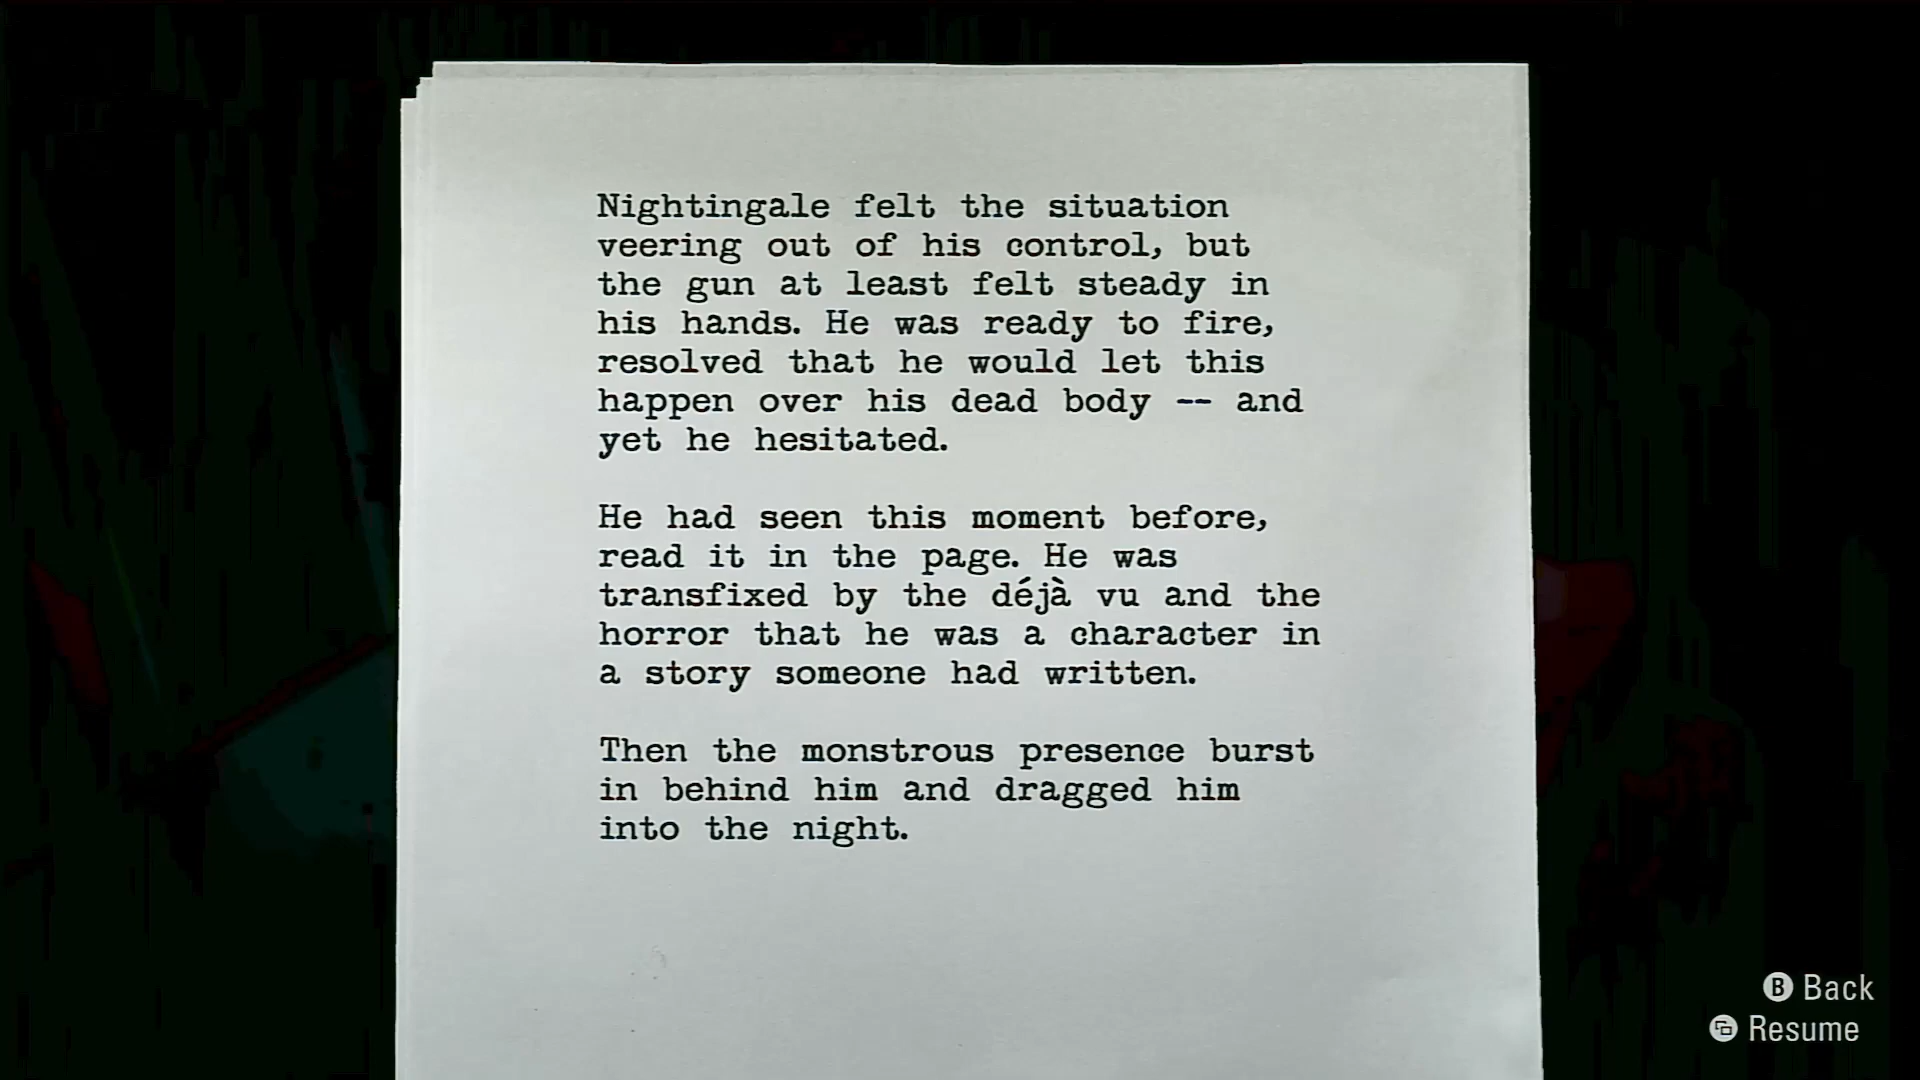 Nightingale felt the situation
veering out of his control, but
the gun at least felt steady in
his hands. He was ready to fire,
resolved that he would let this
happen over his dead body -- and
yet he hesitated.
He had seen this moment before,
read it in the page. He was
transfixed by the déjà vu and the
horror that he was a character in
a story someone had written.
Then the monstrous presence burst
in behind him and dragged him
into the night.
B Back
Resume